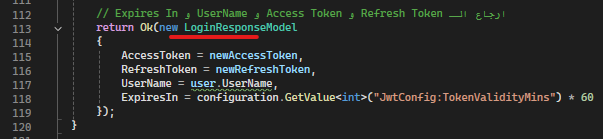 111
112 // Expires In و UserName و Access Token و Refresh Token ارجاع الـ
113 return Ok(new LoginResponseModel
114 {
115 AccessToken = newAccessToken,
116 RefreshToken = newRefreshToken,
117 UserName = user.UserName,
118 ExpiresIn = configuration.GetValue<int>("JwtConfig:TokenValidityMins") * 60
119 });
120 }